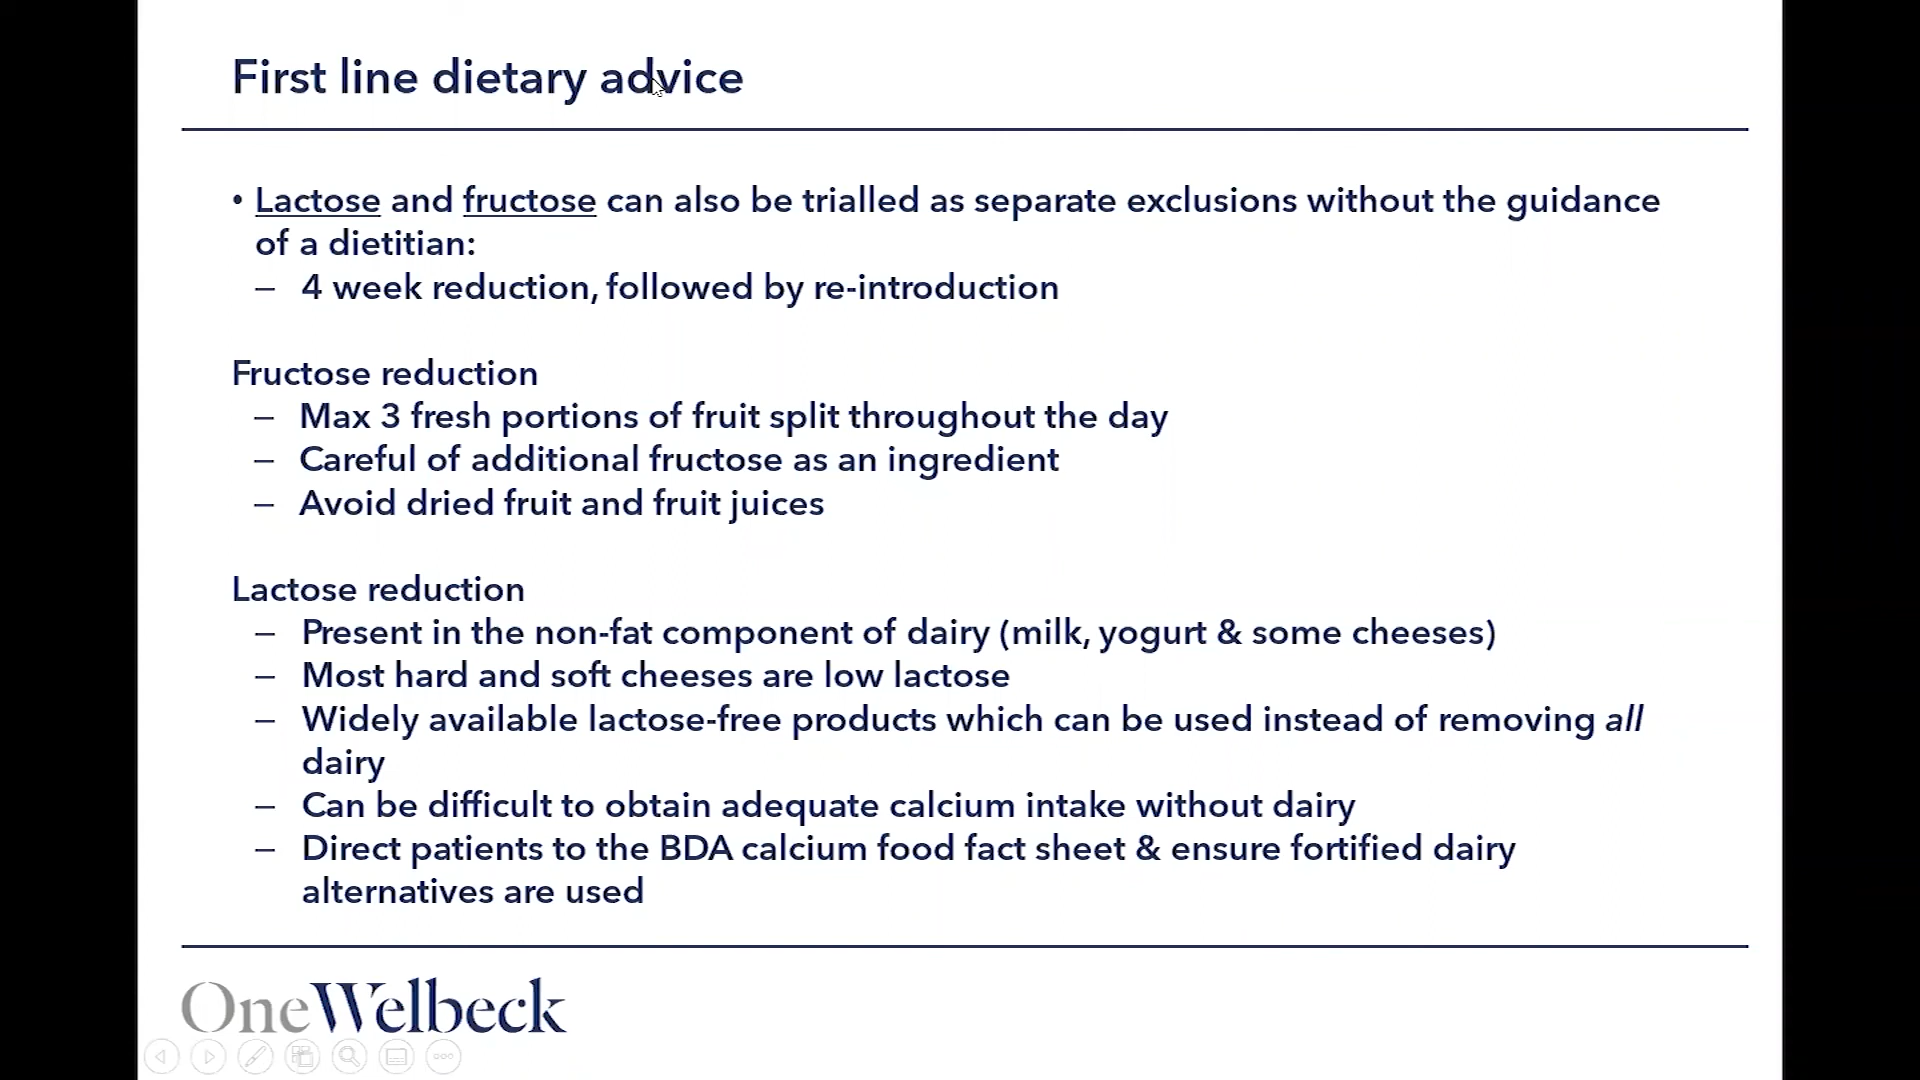 First line dietary advice
• Lactose and fructose can also be trialled as separate exclusions without the guidance
of a dietitian:
– 4 week reduction, followed by re-introduction
Fructose reduction
– Max 3 fresh portions of fruit split throughout the day
– Careful of additional fructose as an ingredient
– Avoid dried fruit and fruit juices
Lactose reduction
– Present in the non-fat component of dairy (milk, yogurt & some cheeses)
– Most hard and soft cheeses are low lactose
– Widely available lactose-free products which can be used instead of removing all
dairy
– Can be difficult to obtain adequate calcium intake without dairy
– Direct patients to the BDA calcium food fact sheet & ensure fortified dairy
alternatives are used
OneWelbeck